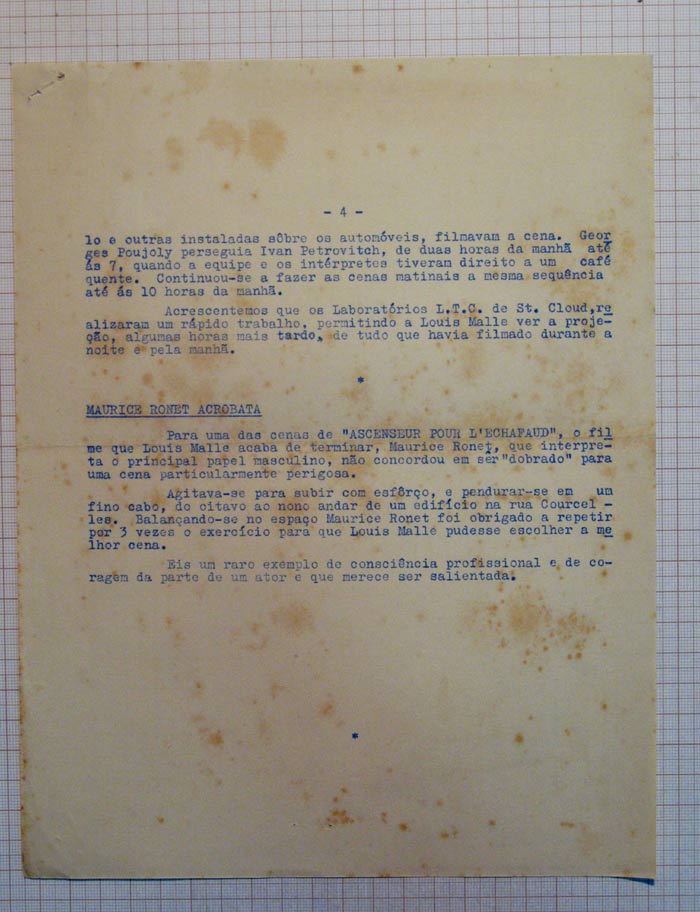 - 4 -
lo e outras instaladas sôbre os automóveis, filmavam a cena. Geor
ges Poujoly perseguia Ivan Petrovitch, de duas horas da manhã até
ás 7, quando a equipe e os intérpretes tiveram direito a um café
quente. Continuou-se a fazer as cenas matinais a mesma sequência
até ás 10 horas da manhã.
Acrescentemos que os Laboratórios L.T.C. de St. Cloud,re
alizaram um rápido trabalho, permitindo a Louis Malle ver a proje-
ção, algumas horas mais tardo, de tudo que havia filmado durante a
noite e pela manhã.
*
MAURICE RONET ACROBATA
Para uma das cenas de "ASCENSEUR POUR L'ECHAFAUD", o fil
me que Louis Malle acaba de terminar, Maurice Ronet, que interpre-
ta o principal papel masculino, não concordou em ser "dobrado" para
uma cena particularmente perigosa.
Agitava-se para subir com esfôrço, e pendurar-se em um
fino cabo, do oitavo ao nono andar de um edifício na rua Courcel -
les. Balançando-se no espaço Maurice Ronet foi obrigado a repetir
por 3 vezes o exercício para que Louis Malle pudesse escolher a me
lhor cena.
Eis um raro exemplo de consciência profissional e de co-
ragem da parte de um ator e que merece ser salientada.
*